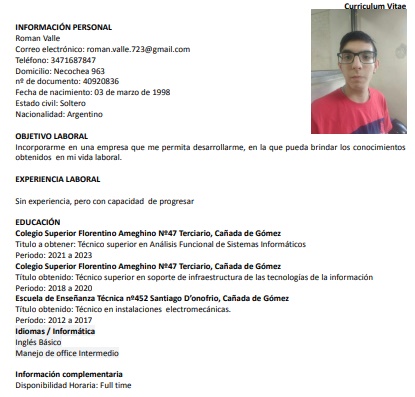 Curriculum Vitae
INFORMACIÓN PERSONAL
Roman Valle
Correo electrónico: roman.valle.723@gmail.com
Teléfono: 3471687847
Domicilio: Necochea 963
nº de documento: 40920836
Fecha de nacimiento: 03 de marzo de 1998
Estado civil: Soltero
Nacionalidad: Argentino
OBJETIVO LABORAL
Incorporarme en una empresa que me permita desarrollarme, en la que pueda brindar los conocimientos
obtenidos en mi vida laboral.
EXPERIENCIA LABORAL
Sin experiencia, pero con capacidad de progresar
EDUCACIÓN
Colegio Superior Florentino Ameghino Nº47 Terciario, Cañada de Gómez
Titulo a obtener: Técnico superior en Análisis Funcional de Sistemas Informáticos
Periodo: 2021 a 2023
Colegio Superior Florentino Ameghino Nº47 Terciario, Cañada de Gómez
Título obtenido: Técnico superior en soporte de infraestructura de las tecnologías de la información
Periodo: 2018 a 2020
Escuela de Enseñanza Técnica nº452 Santiago D'onofrio, Cañada de Gómez
Título obtenido: Técnico en instalaciones electromecánicas.
Período: 2012 a 2017
Idiomas / Informática
Inglés Básico
Manejo de office Intermedio
Información complementaria
Disponibilidad Horaria: Full time